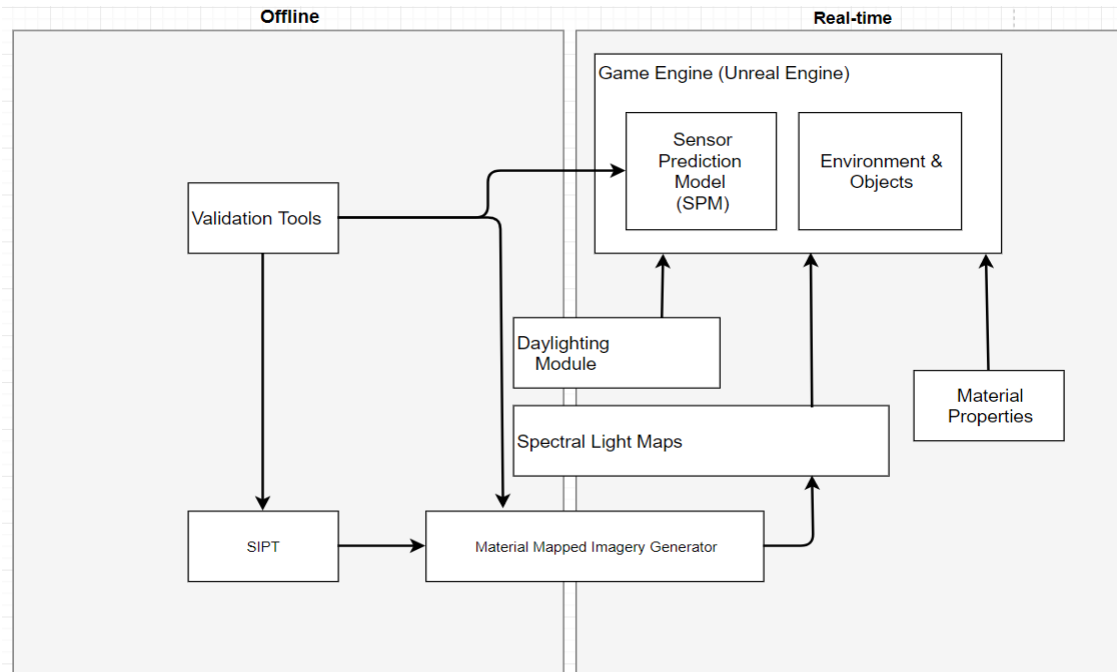 Offline
Real-time
Game Engine (Unreal Engine)
Sensor
Prediction
Model
(SPM)
Environment &
Objects
Validation Tools
Daylighting
Module
Material
Properties
Spectral Light Maps
SIPT
Material Mapped Imagery Generator